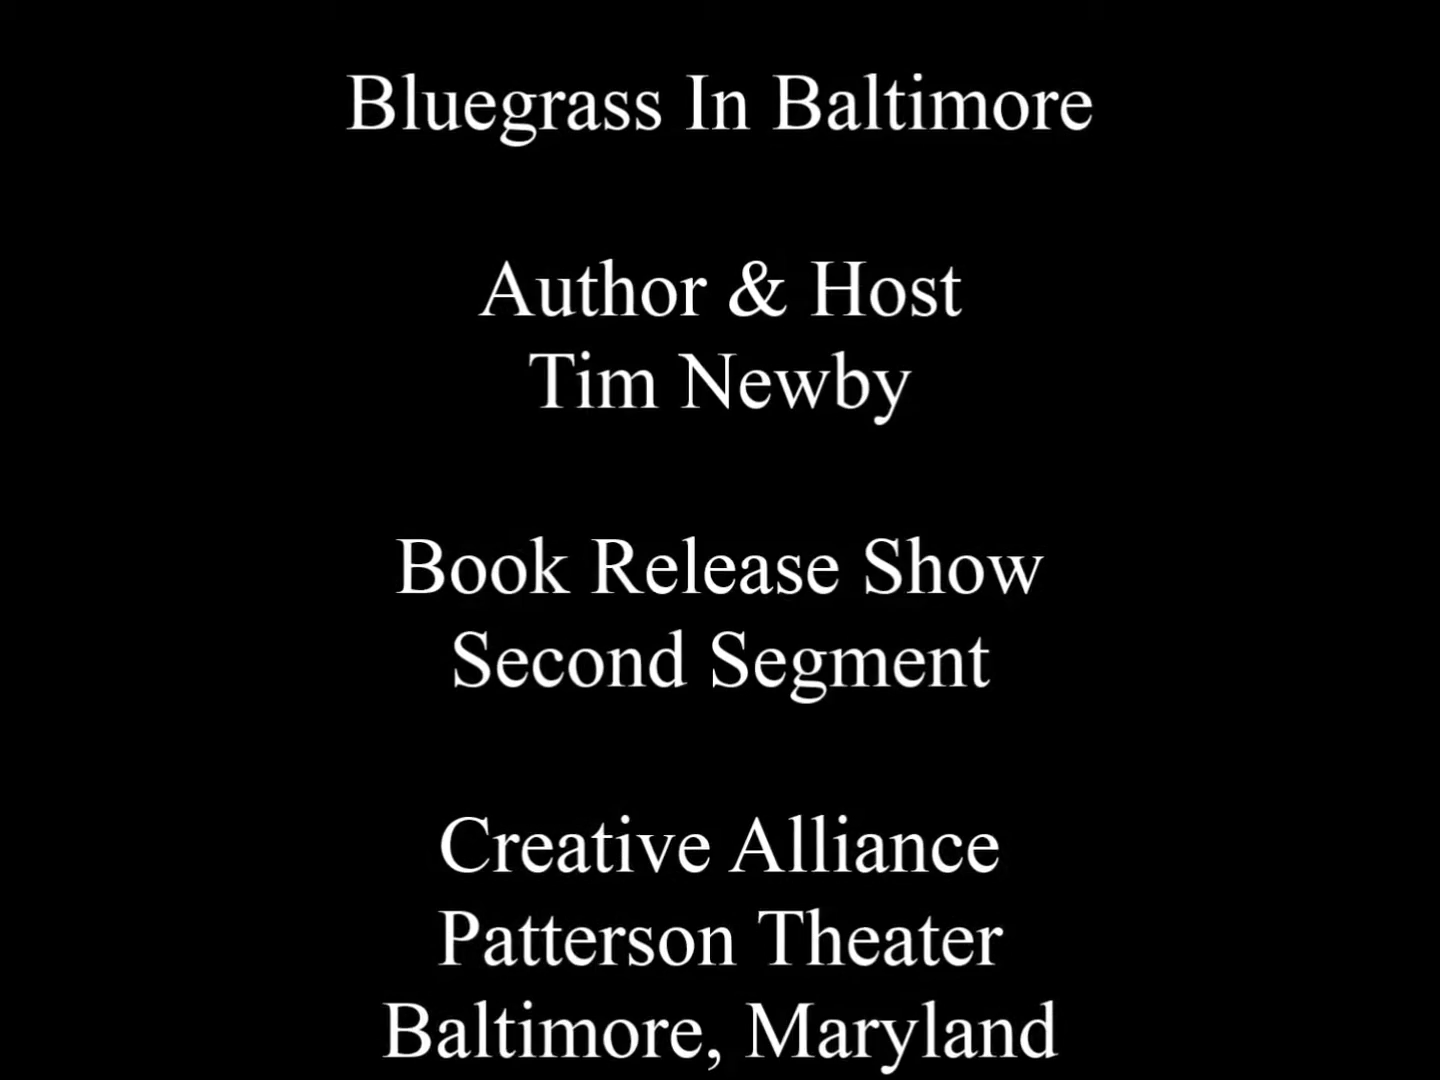 Bluegrass In Baltimore
Author & Host
Tim Newby
Book Release Show
Second Segment
Creative Alliance
Patterson Theater
Baltimore, Maryland